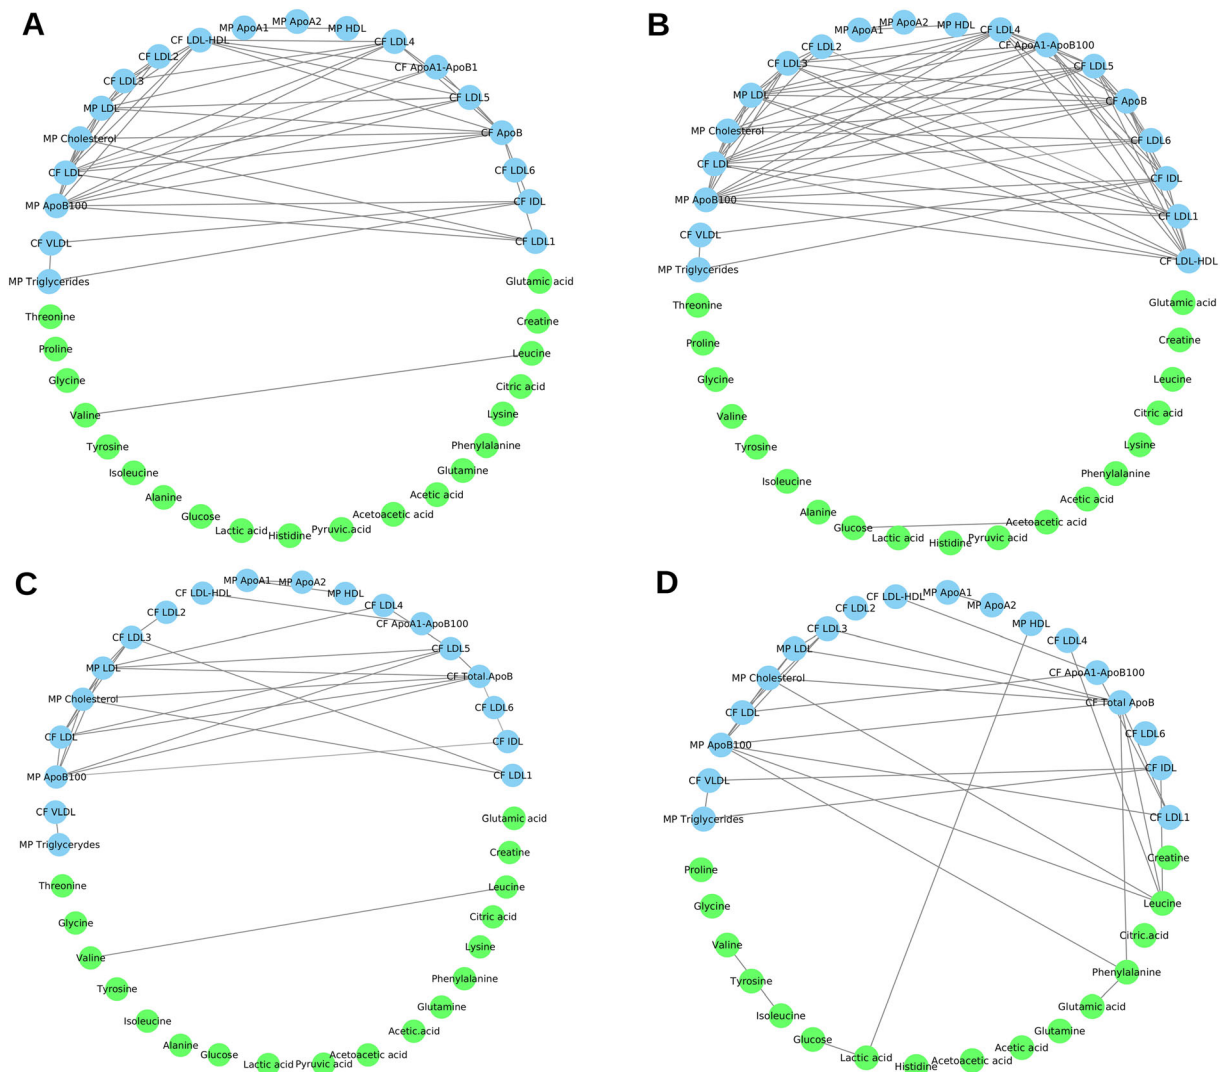 A
MP ApoA1
MP ApoA2
MP HDL
CF LDL-HDL
CF LDL4
CF LDL2
CF ApoA1-ApoB1
CF LDL3
CF LDL5
MP LDL
CF ApoB
MP Cholesterol
CF LDL6
CF LDL
CF IDL
MP ApoB100
CF LDL1
CF VLDL
MP Triglycerides
Glutamic acid
Threonine
Creatine
Proline
Leucine
Glycine
Citric acid
Valine
Lysine
Tyrosine
Phenylalanine
Isoleucine
Glutamine
Alanine
Acetic acid
Glucose
Acetoacetic acid
Lactic acid
Histidine
Pyruvic.acid
B
MP ApoA1
MP ApoA2
MP HDL
CF LDL4
CF LDL2
CF ApoA1-ApoB100
CF LDL3
CF LDL5
MP LDL
CF ApoB
MP Cholesterol
CF LDL6
CF LDL
CF IDL
MP ApoB100
CF LDL1
CF VLDL
CF LDL-HDL
MP Triglycerides
Threonine
Glutamic acid
Proline
Creatine
Glycine
Leucine
Valine
Citric acid
Tyrosine
Lysine
Isoleucine
Phenylalanine
Alanine
Acetic acid
Glucose
Acetoacetic acid
Lactic acid
Histidine
Pyruvic acid
C
MP ApoA1
MP ApoA2
CF LDL-HDL
MP HDL
CF LDL2
CF LDL4
CF ApoA1-ApoB100
CF LDL3
CF LDL5
MP LDL
CF Total.ApoB
MP Cholesterol
CF LDL6
CF LDL
CF IDL
MP ApoB100
CF LDL1
CF VLDL
Glutamic acid
MP Triglycerydes
Creatine
Threonine
Leucine
Glycine
Citric acid
Valine
Lysine
Tyrosine
Phenylalanine
Isoleucine
Glutamine
Alanine
Acetic.acid
Glucose
Acetoacetic acid
Lactic acid
Pyruvic acid
D
CF LDL-HDL
MP ApoA1
CF LDL2
MP ApoA2
CF LDL3
MP HDL
MP LDL
CF LDL4
MP Cholesterol
CF ApoA1-ApoB100
CF LDL
CF Total ApoB
MP ApoB100
CF LDL6
CF VLDL
CF IDL
MP Triglycerides
CF LDL1
Proline
Creatine
Glycine
Leucine
Valine
Citric.acid
Tyrosine
Phenylalanine
Isoleucine
Glutamic acid
Glucose
Glutamine
Lactic acid
Acetic acid
Histidine
Acetoacetic acid